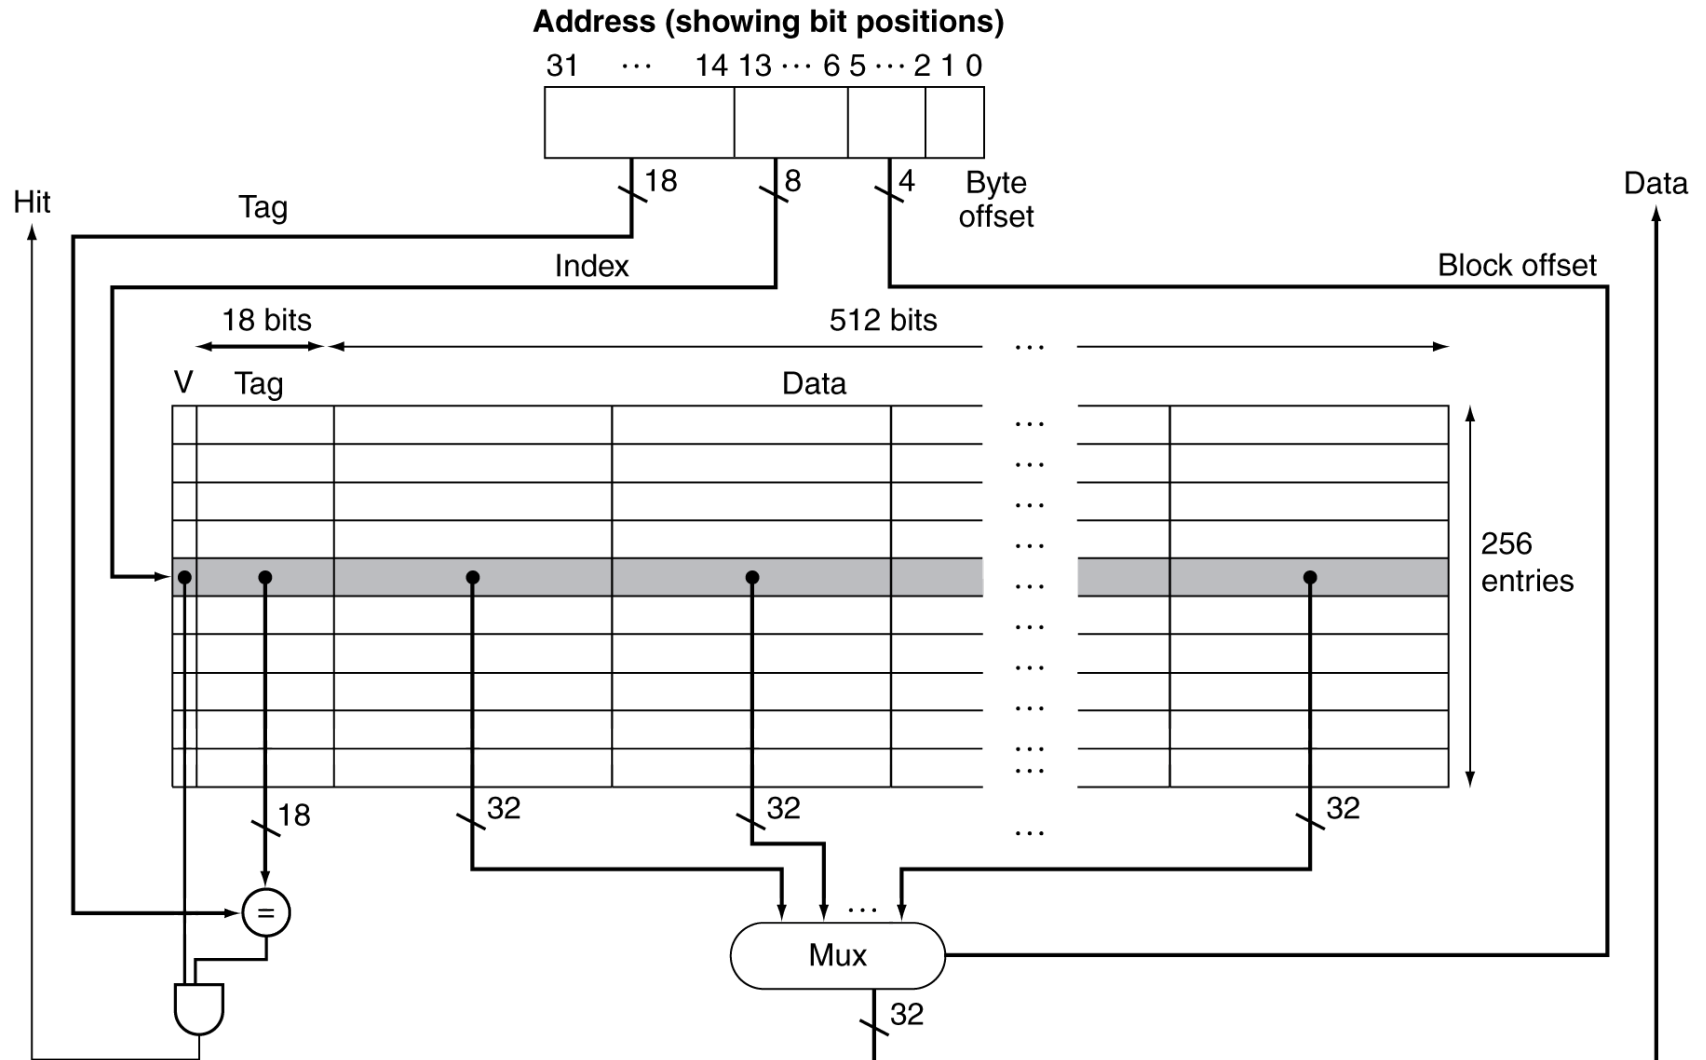 Address (showing bit positions)
31 ··· 14 13 ··· 6 5 ··· 2 1 0
18 8 4 Byte
offset
Hit
Data
Tag
Index
Block offset
18 bits
512 bits
···
V Tag Data
···
···
···
···
···
···
···
···
···
···
256
entries
18
32
32
···
32
=
···
Mux
32